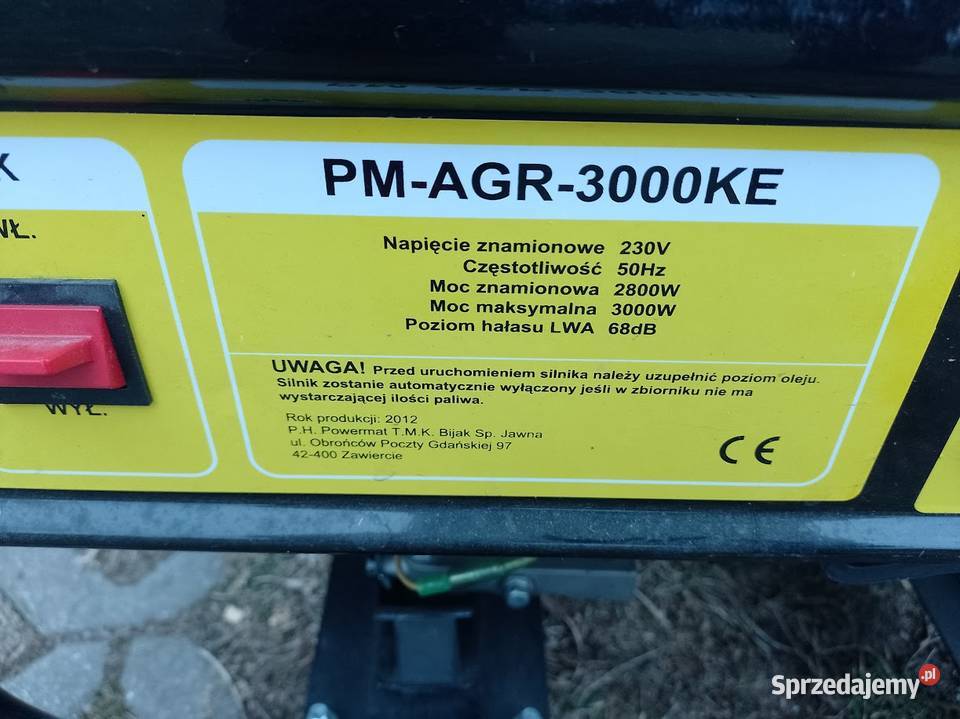 K
WŁ.
WYŁ.
PM-AGR-3000KE
Napięcie znamionowe 230V
Częstotliwość 50Hz
Moc znamionowa 2800W
Moc maksymalna 3000W
Poziom hałasu LWA 68dB
UWAGA! Przed uruchomieniem silnika należy uzupełnić poziom oleju.
Silnik zostanie automatycznie wyłączony jeśli w zbiorniku nie ma
wystarczającej ilości paliwa.
Rok produkcji: 2012
P.H. Powermat T.M.K. Bijak Sp. Jawna
ul. Obrońców Poczty Gdańskiej 97
42-400 Zawiercie
CE
Sprzedajemy.pl